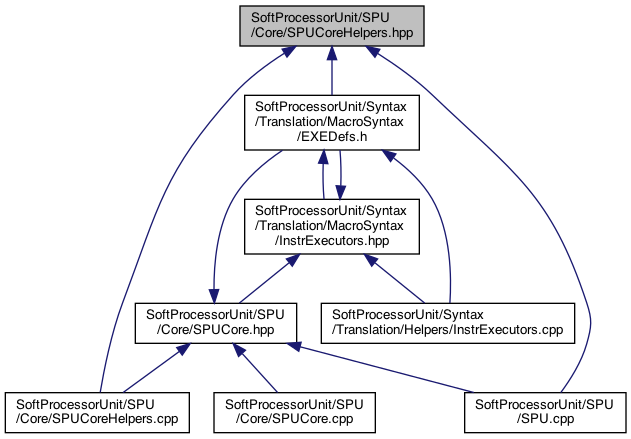 SoftProcessorUnit/SPU
/Core/SPUCoreHelpers.hpp
SoftProcessorUnit/Syntax
/Translation/MacroSyntax
/EXEDefs.h
SoftProcessorUnit/Syntax
/Translation/MacroSyntax
/InstrExecutors.hpp
SoftProcessorUnit/SPU
/Core/SPUCore.hpp
SoftProcessorUnit/Syntax
/Translation/Helpers/InstrExecutors.cpp
SoftProcessorUnit/SPU
/Core/SPUCoreHelpers.cpp
SoftProcessorUnit/SPU
/Core/SPUCore.cpp
SoftProcessorUnit/SPU
/SPU.cpp